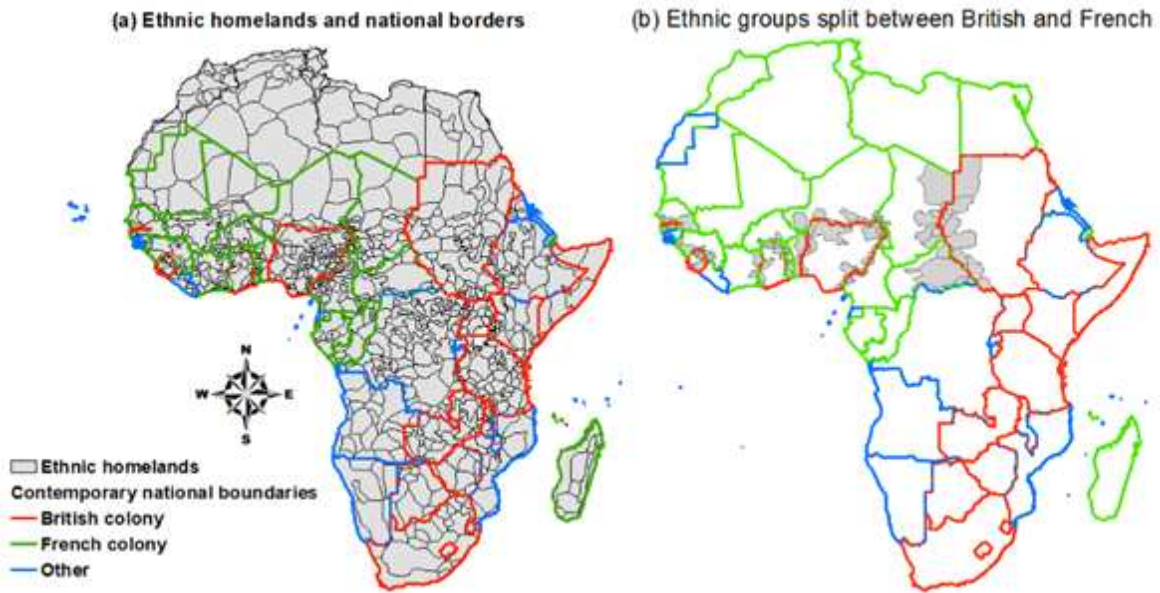 (a) Ethnic homelands and national borders
(b) Ethnic groups split between British and French
N
W E
S
Ethnic homelands
Contemporary national boundaries
British colony
French colony
Other